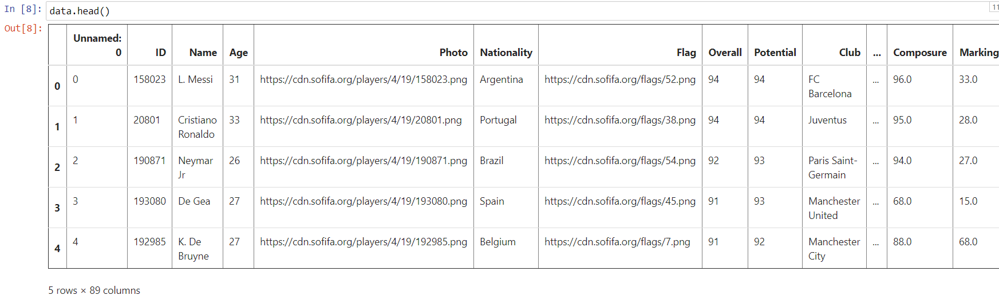 In [8]: data.head() 11
Out[8]:
Unnamed: 0 ID Name Age Photo Nationality Flag Overall Potential Club ... Composure Marking
0 0 158023 L. Messi 31 https://cdn.sofifa.org/players/4/19/158023.png Argentina https://cdn.sofifa.org/flags/52.png 94 94 FC Barcelona ... 96.0 33.0
1 1 20801 Cristiano Ronaldo 33 https://cdn.sofifa.org/players/4/19/20801.png Portugal https://cdn.sofifa.org/flags/38.png 94 94 Juventus ... 95.0 28.0
2 2 190871 Neymar Jr 26 https://cdn.sofifa.org/players/4/19/190871.png Brazil https://cdn.sofifa.org/flags/54.png 92 93 Paris Saint-Germain ... 94.0 27.0
3 3 193080 De Gea 27 https://cdn.sofifa.org/players/4/19/193080.png Spain https://cdn.sofifa.org/flags/45.png 91 93 Manchester United ... 68.0 15.0
4 4 192985 K. De Bruyne 27 https://cdn.sofifa.org/players/4/19/192985.png Belgium https://cdn.sofifa.org/flags/7.png 91 92 Manchester City ... 88.0 68.0
5 rows × 89 columns